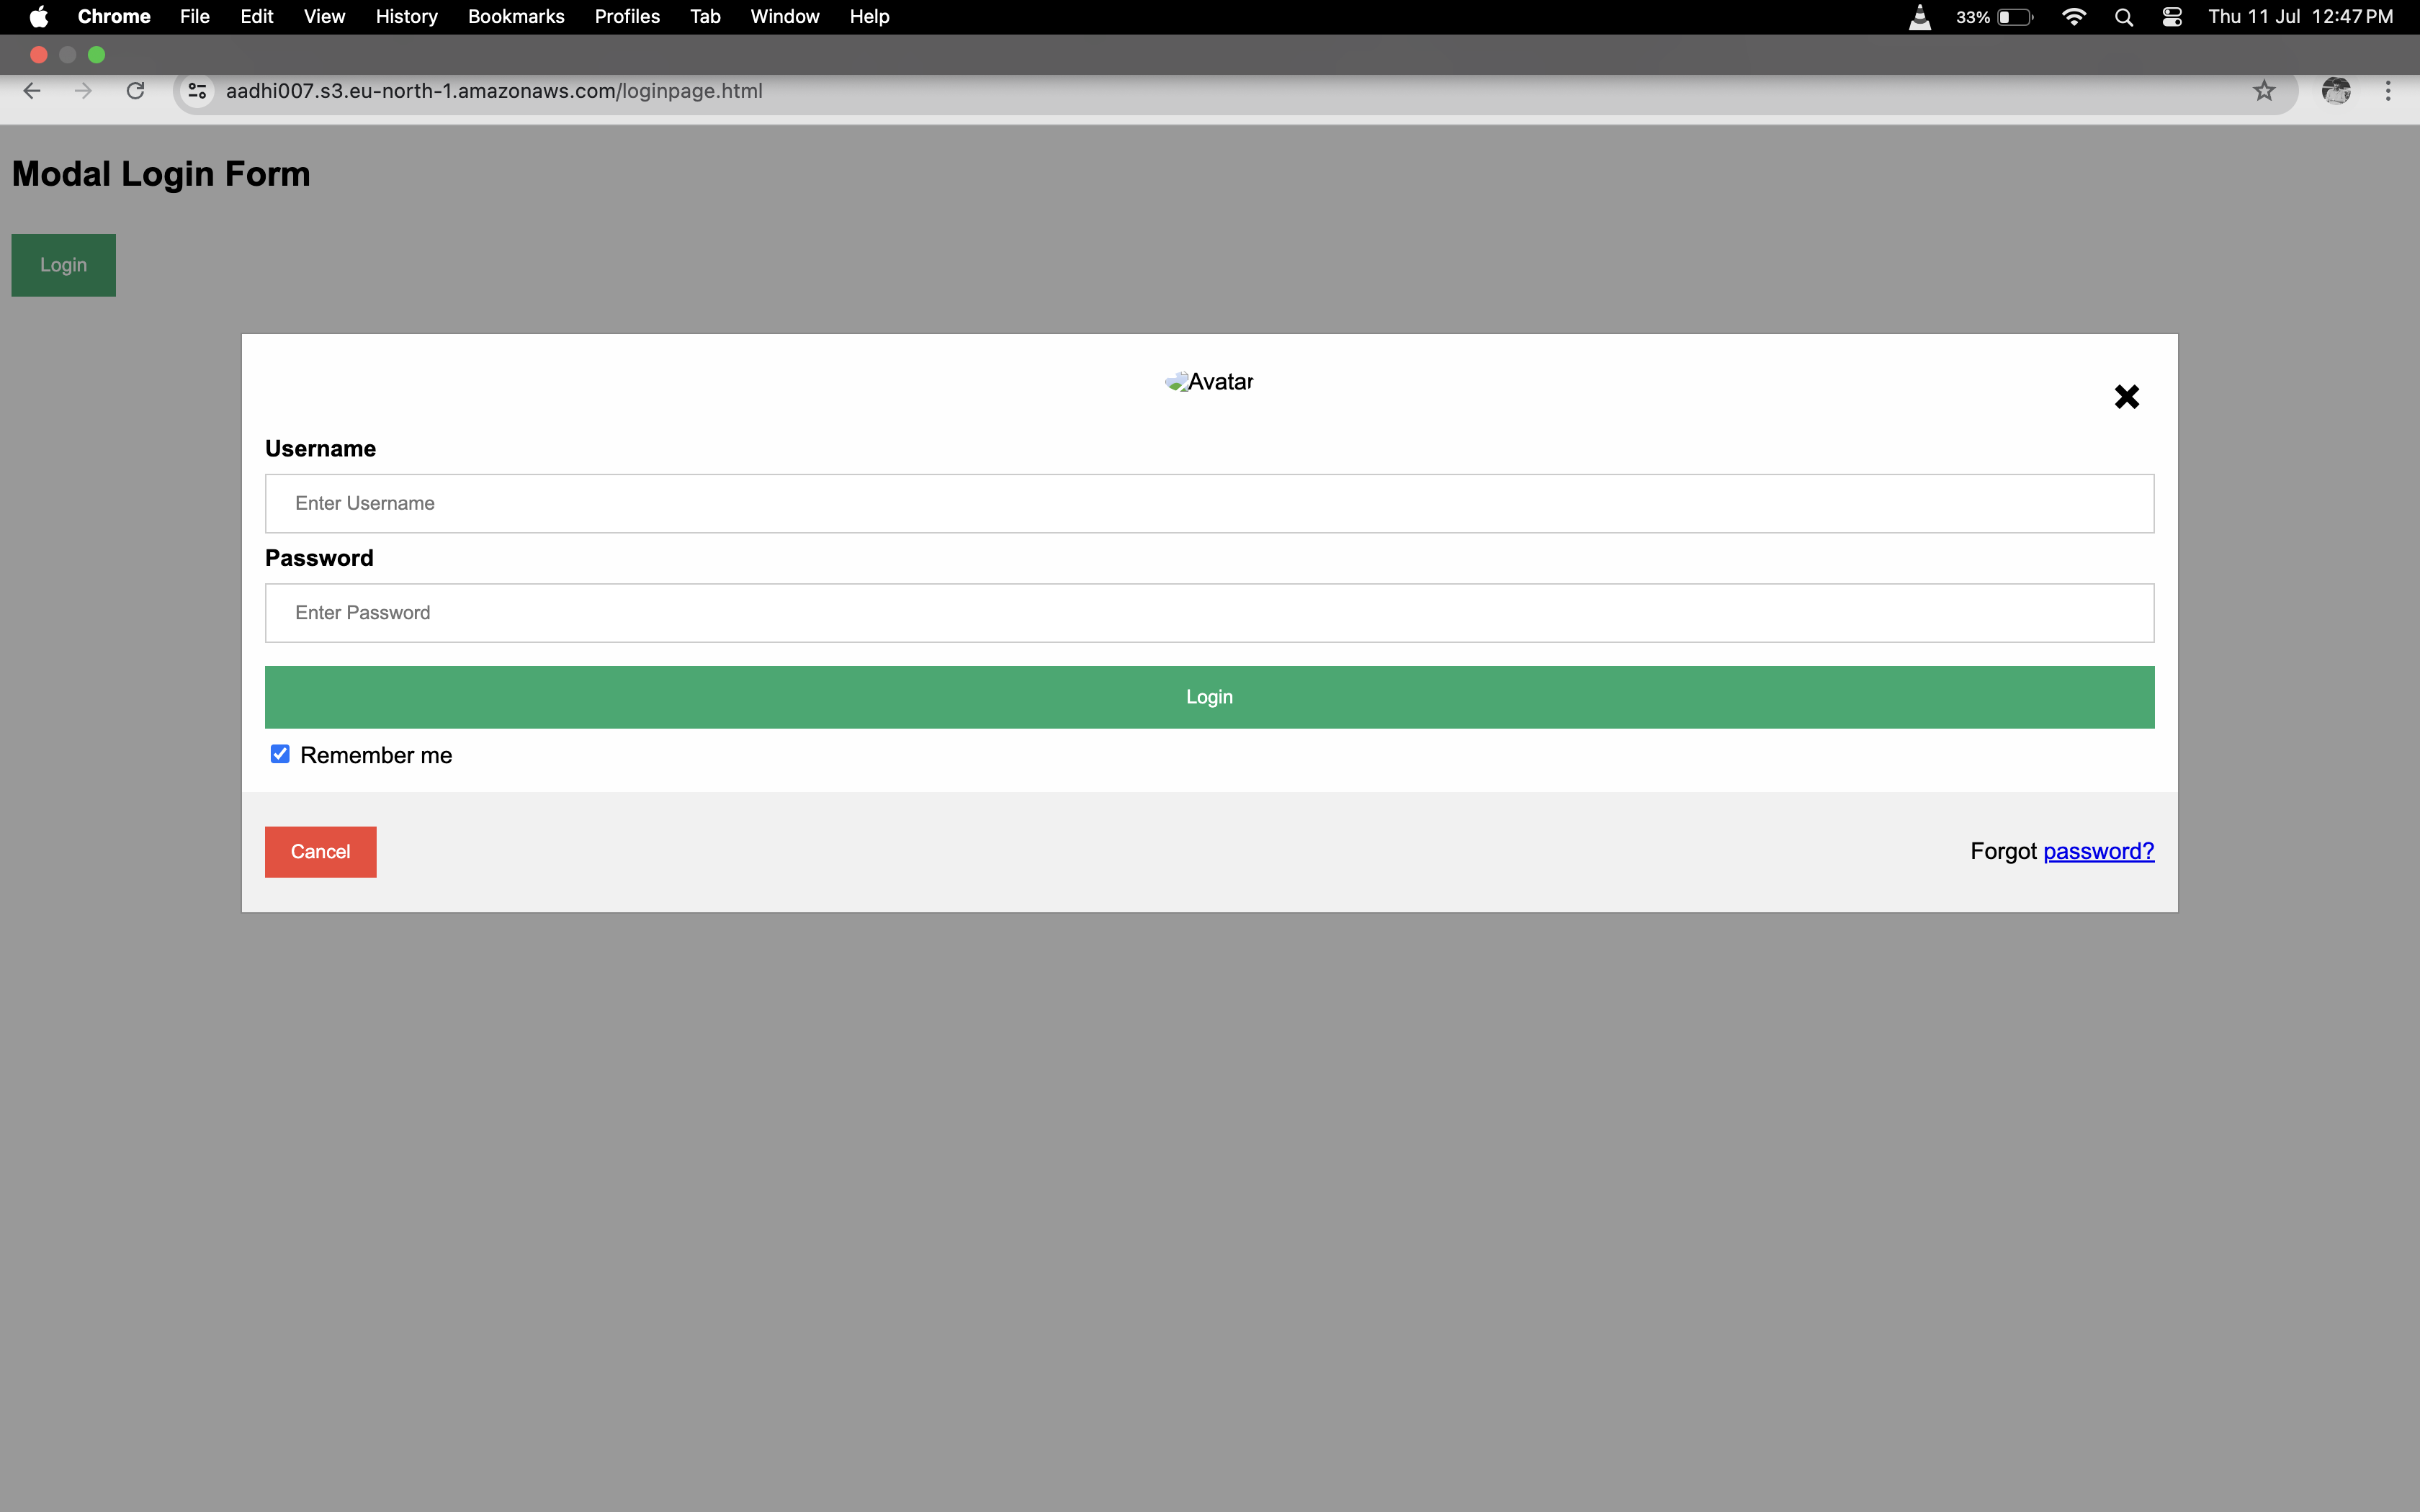 Chrome File Edit View History Bookmarks Profiles Tab Window Help 33% Thu 11 Jul 12:47 PM
aadhi007.s3.eu-north-1.amazonaws.com/loginpage.html
Modal Login Form
Login
Avatar
Username
Enter Username
Password
Enter Password
Login
Remember me
Cancel Forgot password?